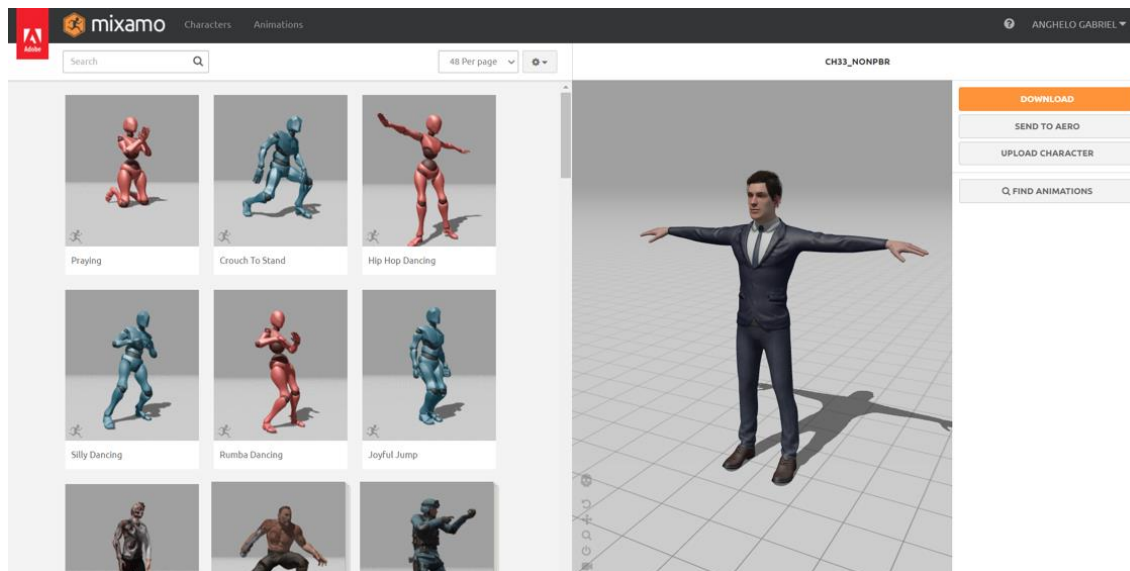 mixamo Characters Animations ANGHELO GABRIEL
Adobe
Search 48 Per page
CH33_NONPBR
DOWNLOAD
SEND TO AERO
UPLOAD CHARACTER
FIND ANIMATIONS
Praying Crouch To Stand Hip Hop Dancing
Silly Dancing Rumba Dancing Joyful Jump